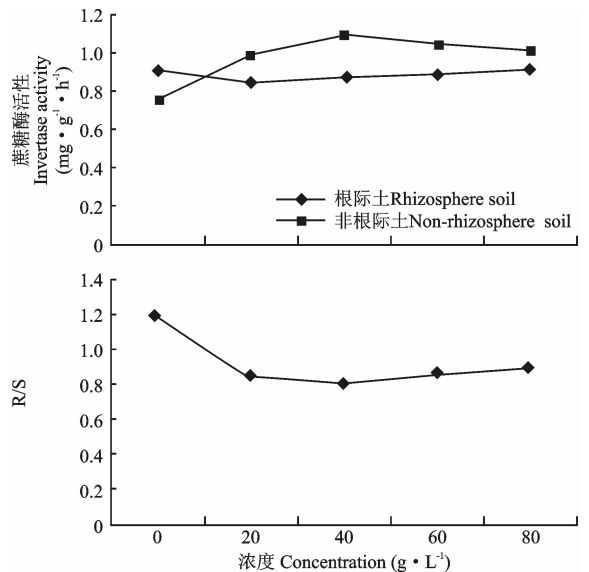 蔗糖酶活性
Invertase activity
(mg·g⁻¹·h⁻¹)
1.2
1.0
0.8
0.6
0.4
0.2
0
根际土Rhizosphere soil
非根际土Non-rhizosphere soil
R/S
1.4
1.2
1.0
0.8
0.6
0.4
0.2
0
0 20 40 60 80
浓度 Concentration (g·L⁻¹)